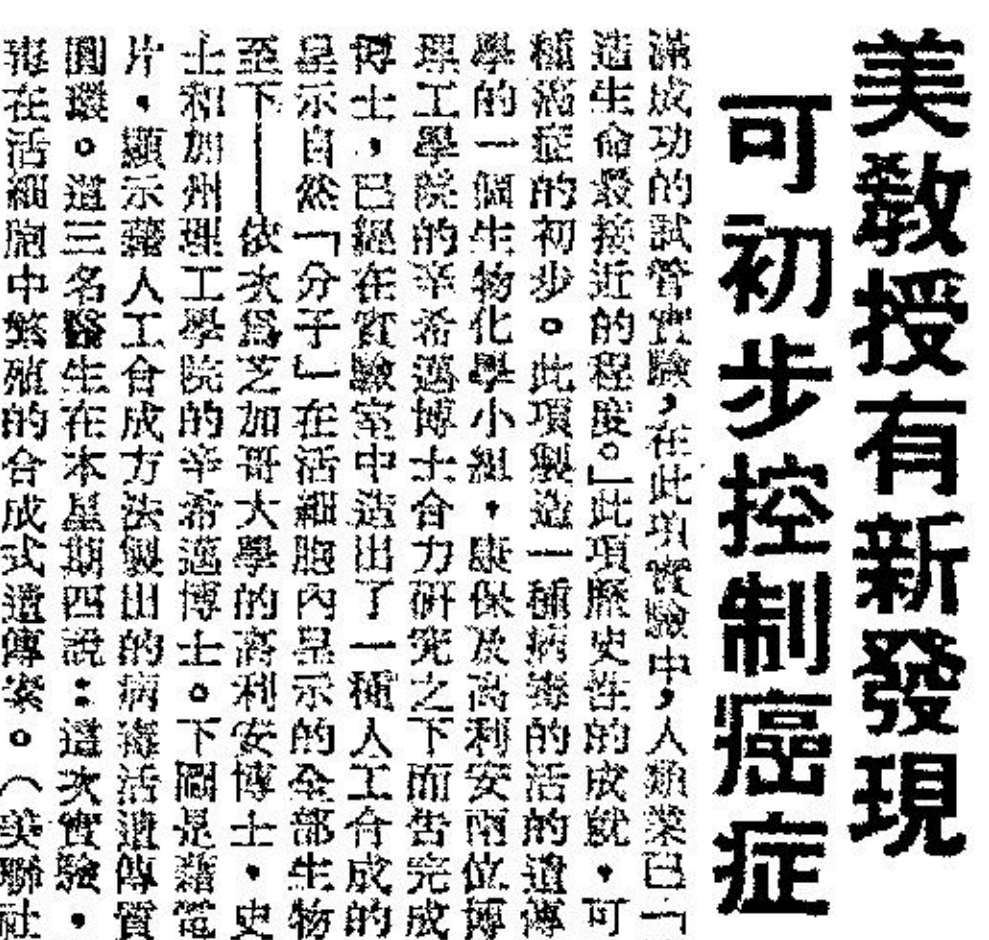 美教授有新發現
可初步控制癌症
滿成功的試管實驗，在此項實驗中，人類業已「
造生命最接近的程度。」此項歷史性的成就，可
種癌症的初步。此項製造一種病毒的活的遺傳
學的一個生物化學小組，康保及高利安兩位博
理工學院的辛希邁博士合力研究之下而告完成
博士，已經在實驗室中造出了一種人工合成的
呈示自然「分子」在活細胞內呈示的全部生物
至下——依次爲芝加哥大學的高利安博士，史
士和加州理工學院的辛希邁博士。下圖是藉電
片，顯示藉人工合成方法製出的病毒活遺傳質
圓環。這三名醫生在本星期四說：這次實驗，
毒在活細胞中繁殖的合成式遺傳素。（美聯社